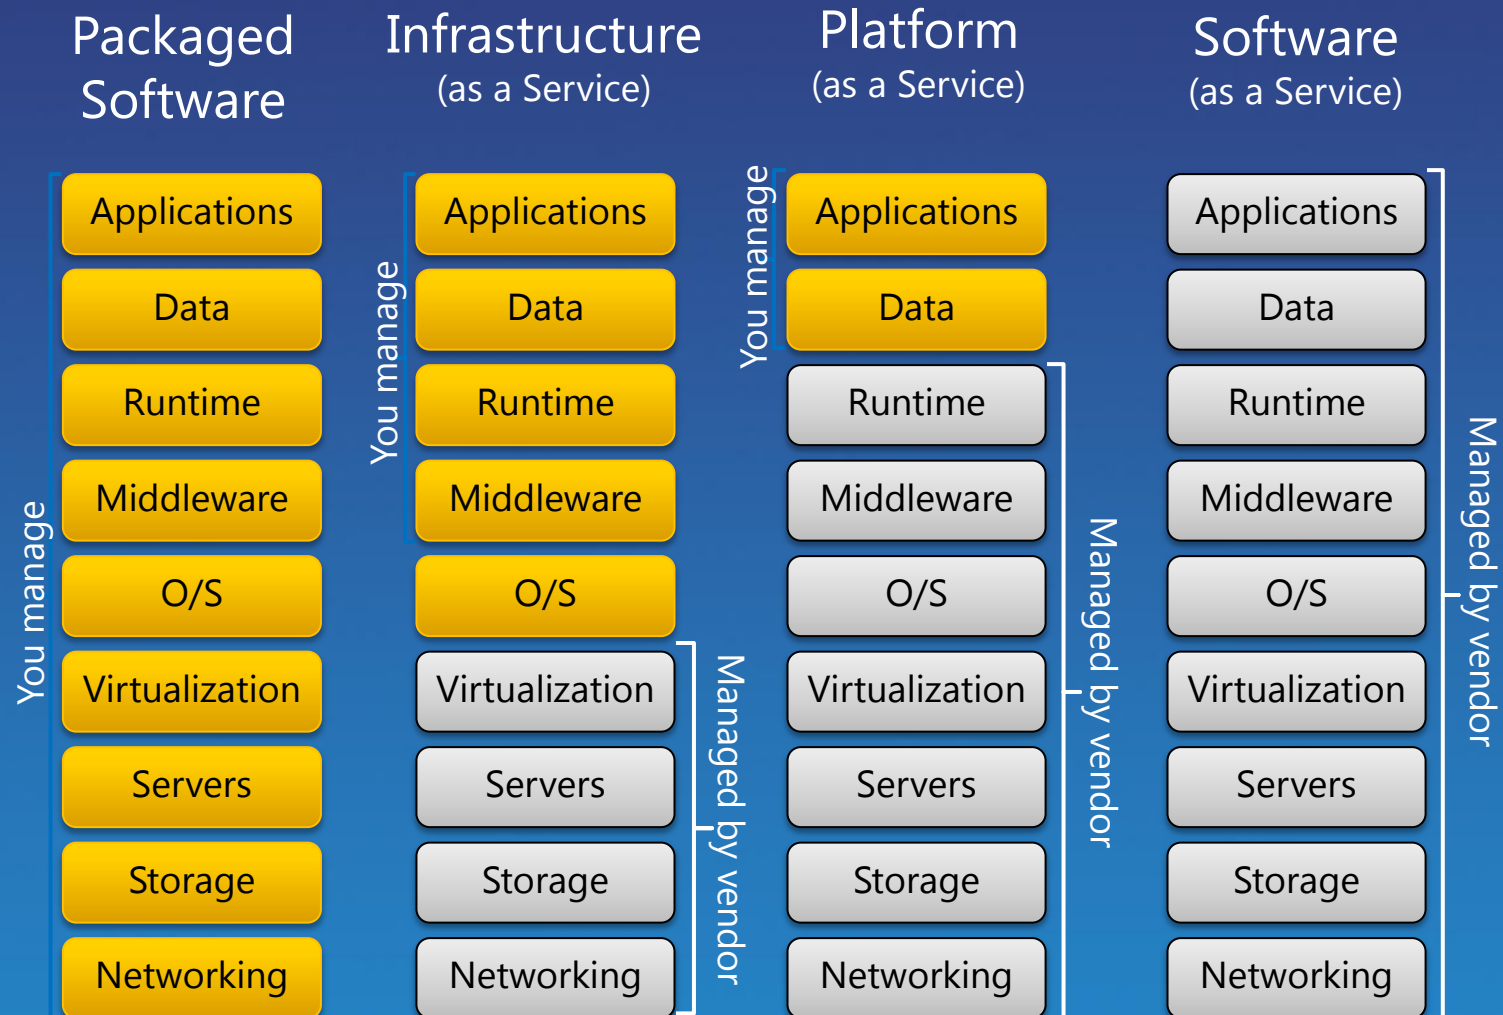 Packaged
Software
You manage
Applications
Data
Runtime
Middleware
O/S
Virtualization
Servers
Storage
Networking
Infrastructure
(as a Service)
You manage
Applications
Data
Runtime
Middleware
O/S
Virtualization
Servers
Storage
Networking
Managed by vendor
Platform
(as a Service)
You manage
Applications
Data
Runtime
Middleware
O/S
Virtualization
Servers
Storage
Networking
Managed by vendor
Software
(as a Service)
Applications
Data
Runtime
Middleware
O/S
Virtualization
Servers
Storage
Networking
Managed by vendor